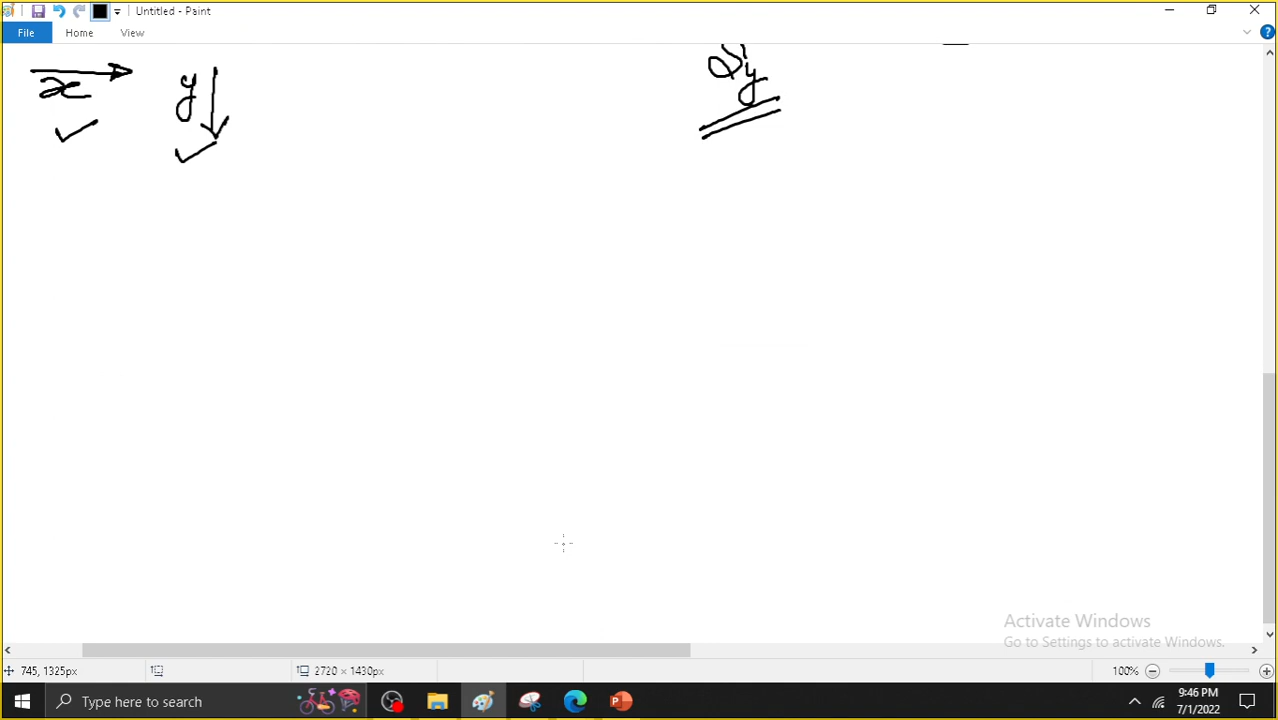 Untitled - Paint
File Home View
x y
y
Activate Windows
Go to Settings to activate Windows.
745, 1325px 2720 × 1430px 100%
Type here to search
9:46 PM
7/1/2022